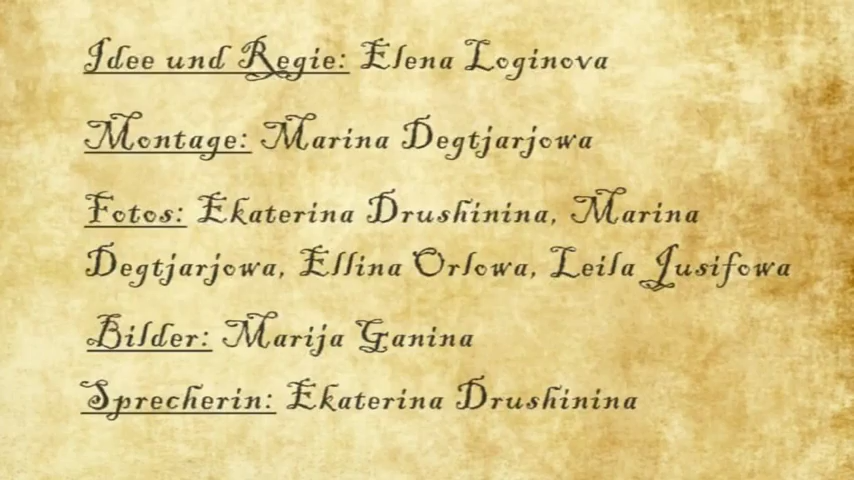 Idee und Regie: Elena Loginova
Montage: Marina Degtjarjowa
Fotos: Ekaterina Drushinina, Marina
Degtjarjowa, Ellina Orlowa, Leila Jusifowa
Bilder: Marija Ganina
Sprecherin: Ekaterina Drushinina